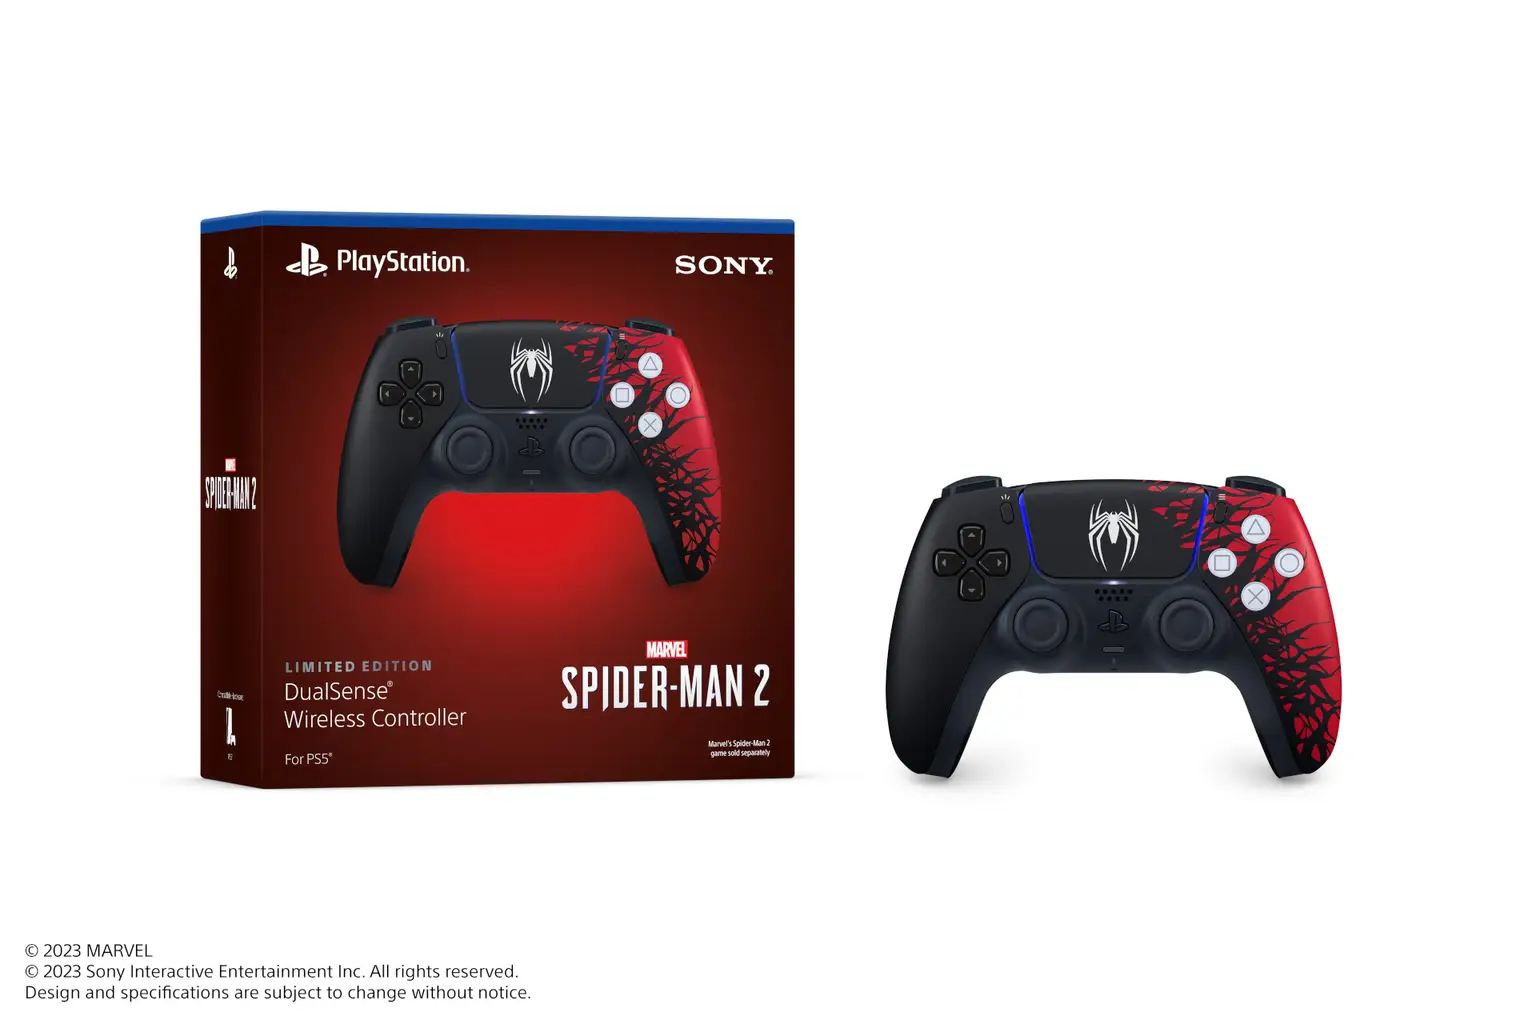 PlayStation®
SONY®
MARVEL
SPIDER-MAN 2
LIMITED EDITION
DualSense®
Wireless Controller
For PS5®
MARVEL
SPIDER-MAN 2
Marvel's Spider-Man 2
game sold separately
© 2023 MARVEL
© 2023 Sony Interactive Entertainment Inc. All rights reserved.
Design and specifications are subject to change without notice.